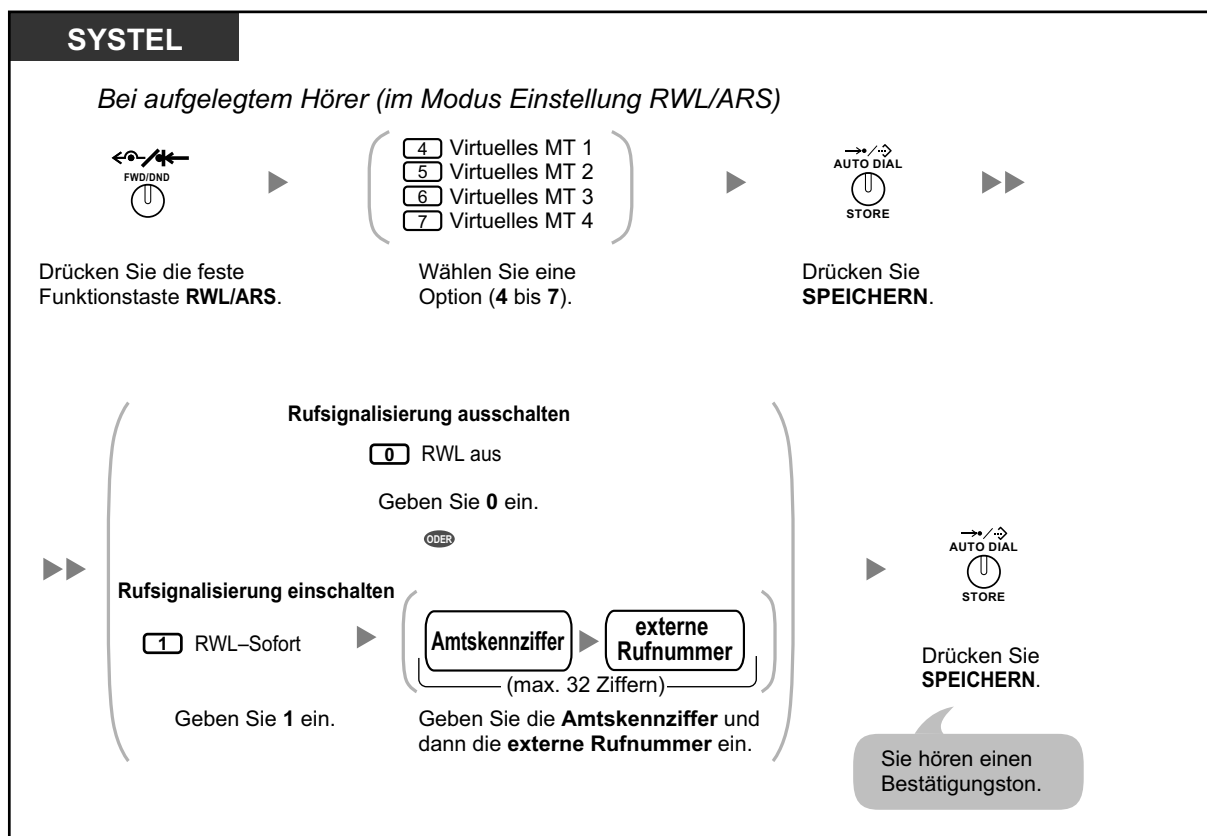 SYSTEL
Bei aufgelegtem Hörer (im Modus Einstellung RWL/ARS)
FWD/DND
4 Virtuelles MT 1
5 Virtuelles MT 2
6 Virtuelles MT 3
7 Virtuelles MT 4
AUTO DIAL
STORE
Drücken Sie die feste
Funktionstaste RWL/ARS.
Wählen Sie eine
Option (4 bis 7).
Drücken Sie
SPEICHERN.
Rufsignalisierung ausschalten
0 RWL aus
Geben Sie 0 ein.
ODER
Rufsignalisierung einschalten
1 RWL–Sofort
Geben Sie 1 ein.
Amtskennziffer
externe
Rufnummer
(max. 32 Ziffern)
Geben Sie die Amtskennziffer und
dann die externe Rufnummer ein.
AUTO DIAL
STORE
Drücken Sie
SPEICHERN.
Sie hören einen
Bestätigungston.